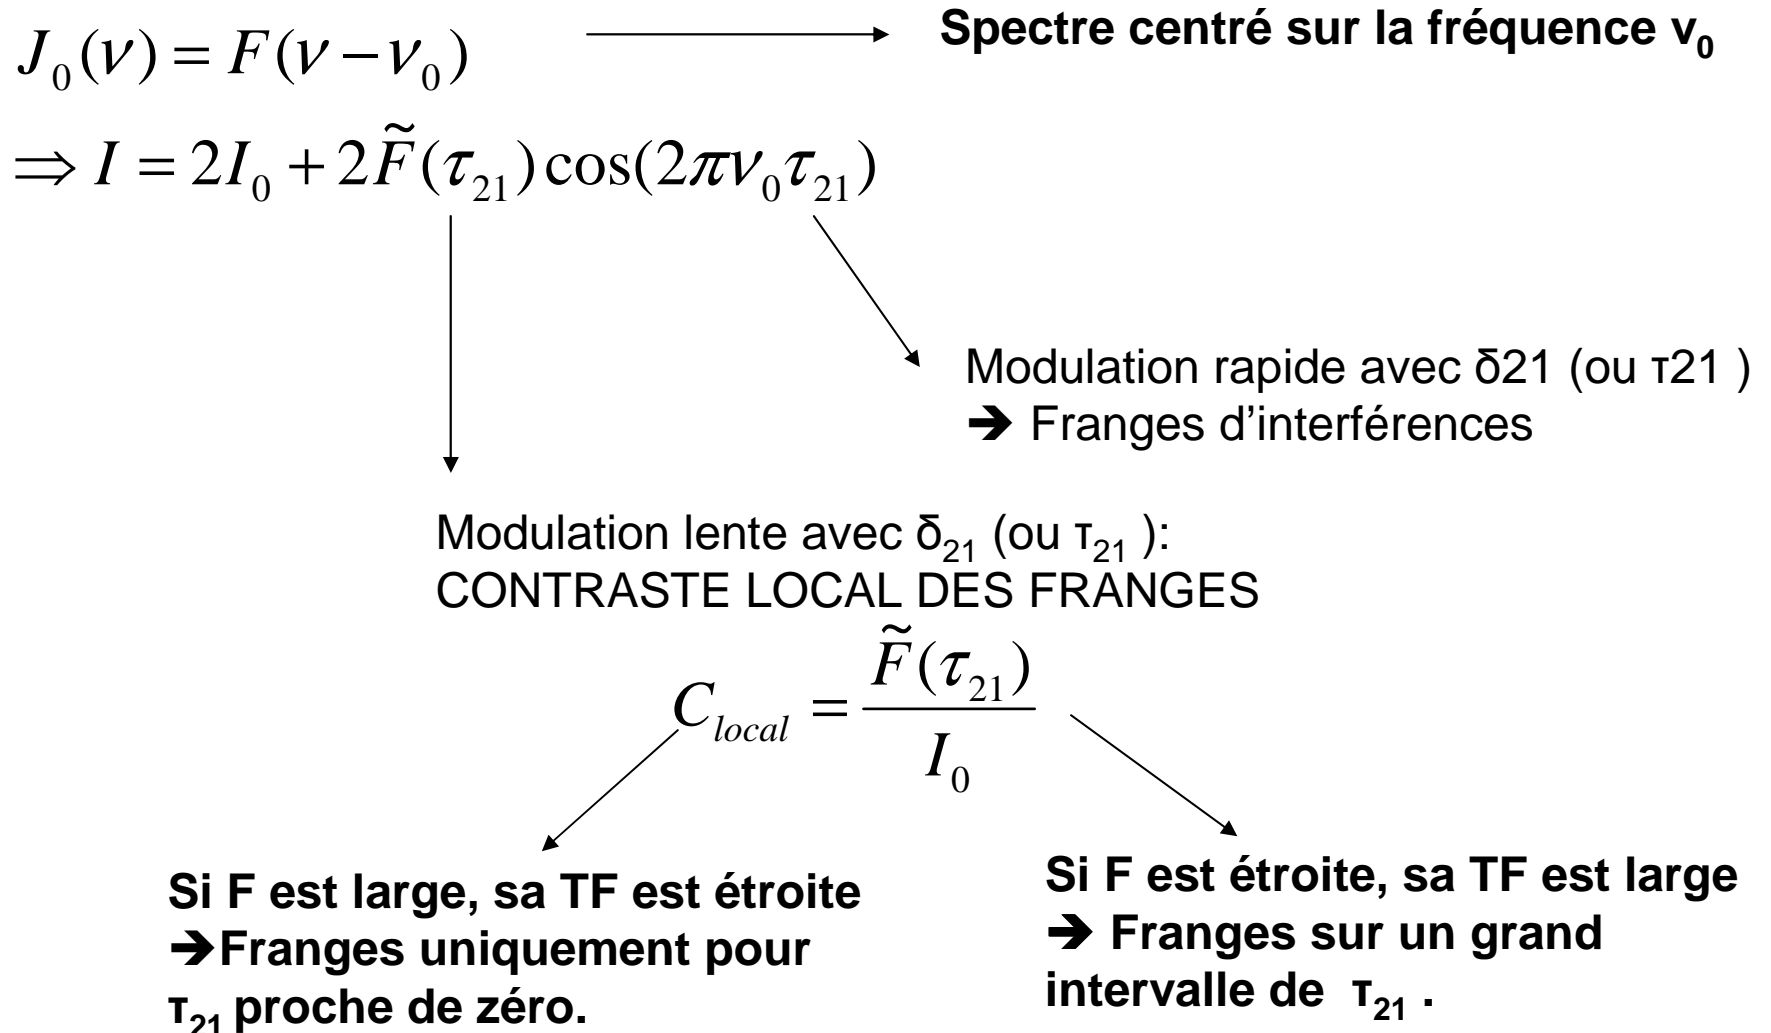 J₀(ν) = F(ν − ν₀)
Spectre centré sur la fréquence ν₀
⇒ I = 2I₀ + 2F̃(τ₂₁)cos(2πν₀τ₂₁)
Modulation rapide avec δ21 (ou τ21 )
➔ Franges d’interférences
Modulation lente avec δ₂₁ (ou τ₂₁ ):
CONTRASTE LOCAL DES FRANGES
C_local = F̃(τ₂₁) / I₀
Si F est large, sa TF est étroite
➔Franges uniquement pour
τ₂₁ proche de zéro.
Si F est étroite, sa TF est large
➔ Franges sur un grand
intervalle de τ₂₁ .